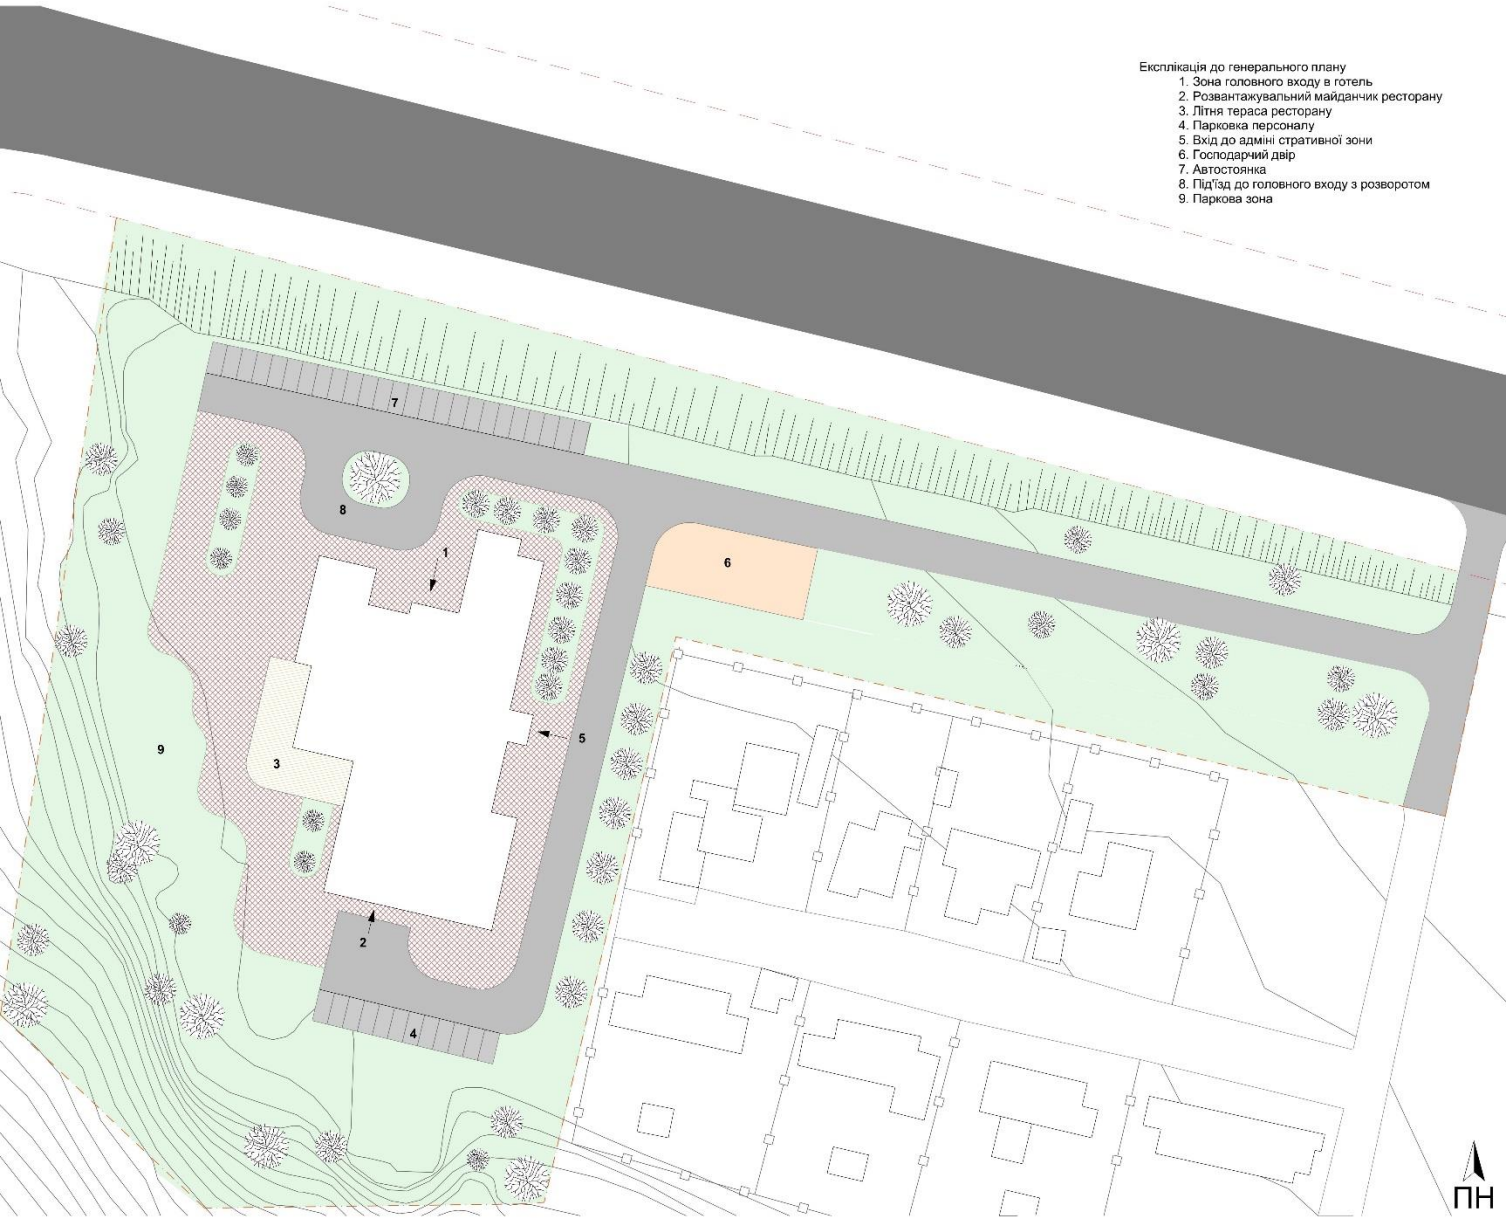 Експлікація до генерального плану
1. Зона головного входу в готель
2. Розвантажувальний майданчик ресторану
3. Літня тераса ресторану
4. Парковка персоналу
5. Вхід до адміні стративної зони
6. Господарчий двір
7. Автостоянка
8. Під'їзд до головного входу з розворотом
9. Паркова зона
7
8
1
6
5
9
3
2
4
ПН